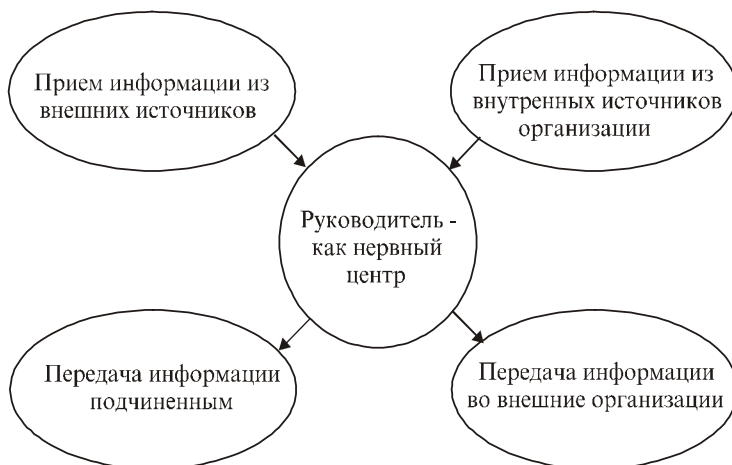 Прием информации из
внешних источников
Прием информации из
внутренных источников
организации
Руководитель -
как нервный
центр
Передача информации
подчиненным
Передача информации
во внешние организации